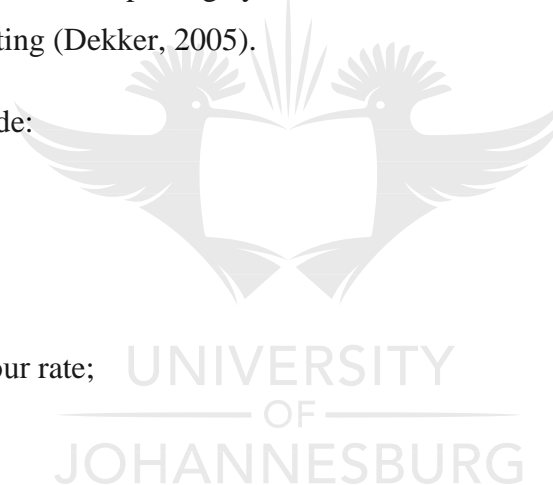 ting (Dekker, 2005).
de:
our rate;
UNIVERSITY
OF
JOHANNESBURG